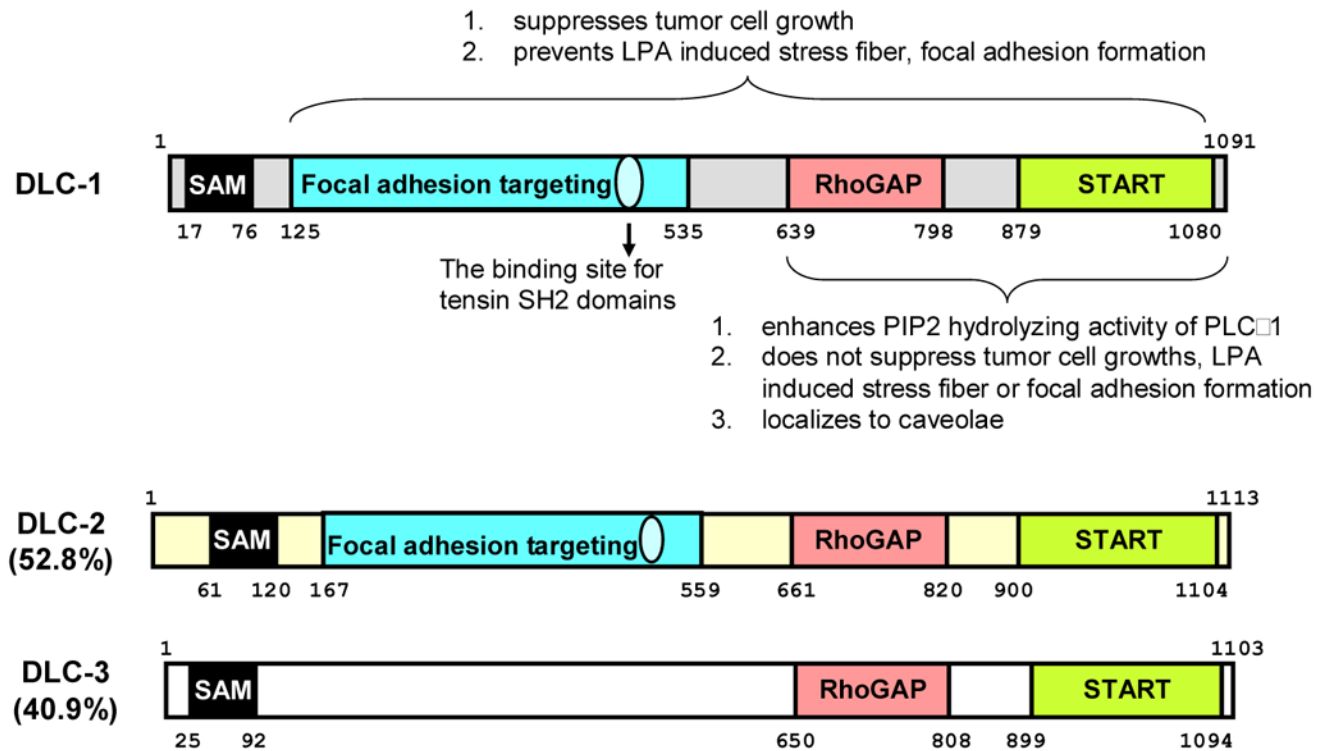 1. suppresses tumor cell growth
2. prevents LPA induced stress fiber, focal adhesion formation
1 1091
DLC-1 SAM Focal adhesion targeting RhoGAP START
17 76 125 535 639 798 879 1080
The binding site for
tensin SH2 domains
1. enhances PIP2 hydrolyzing activity of PLC□1
2. does not suppress tumor cell growths, LPA
induced stress fiber or focal adhesion formation
3. localizes to caveolae
1 1113
DLC-2 SAM Focal adhesion targeting RhoGAP START
(52.8%)
61 120 167 559 661 820 900 1104
1 1103
DLC-3 SAM RhoGAP START
(40.9%)
25 92 650 808 899 1094